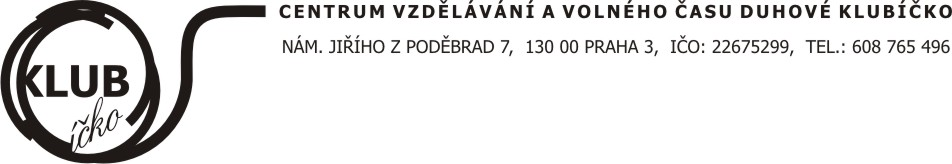 CENTRUM VZDĚLÁVÁNÍ A VOLNÉHO ČASU DUHOVÉ KLUBÍČKO
NÁM. JIŘÍHO Z PODĚBRAD 7, 130 00 PRAHA 3, IČO: 22675299, TEL.: 608 765 496
KLUB
íčko